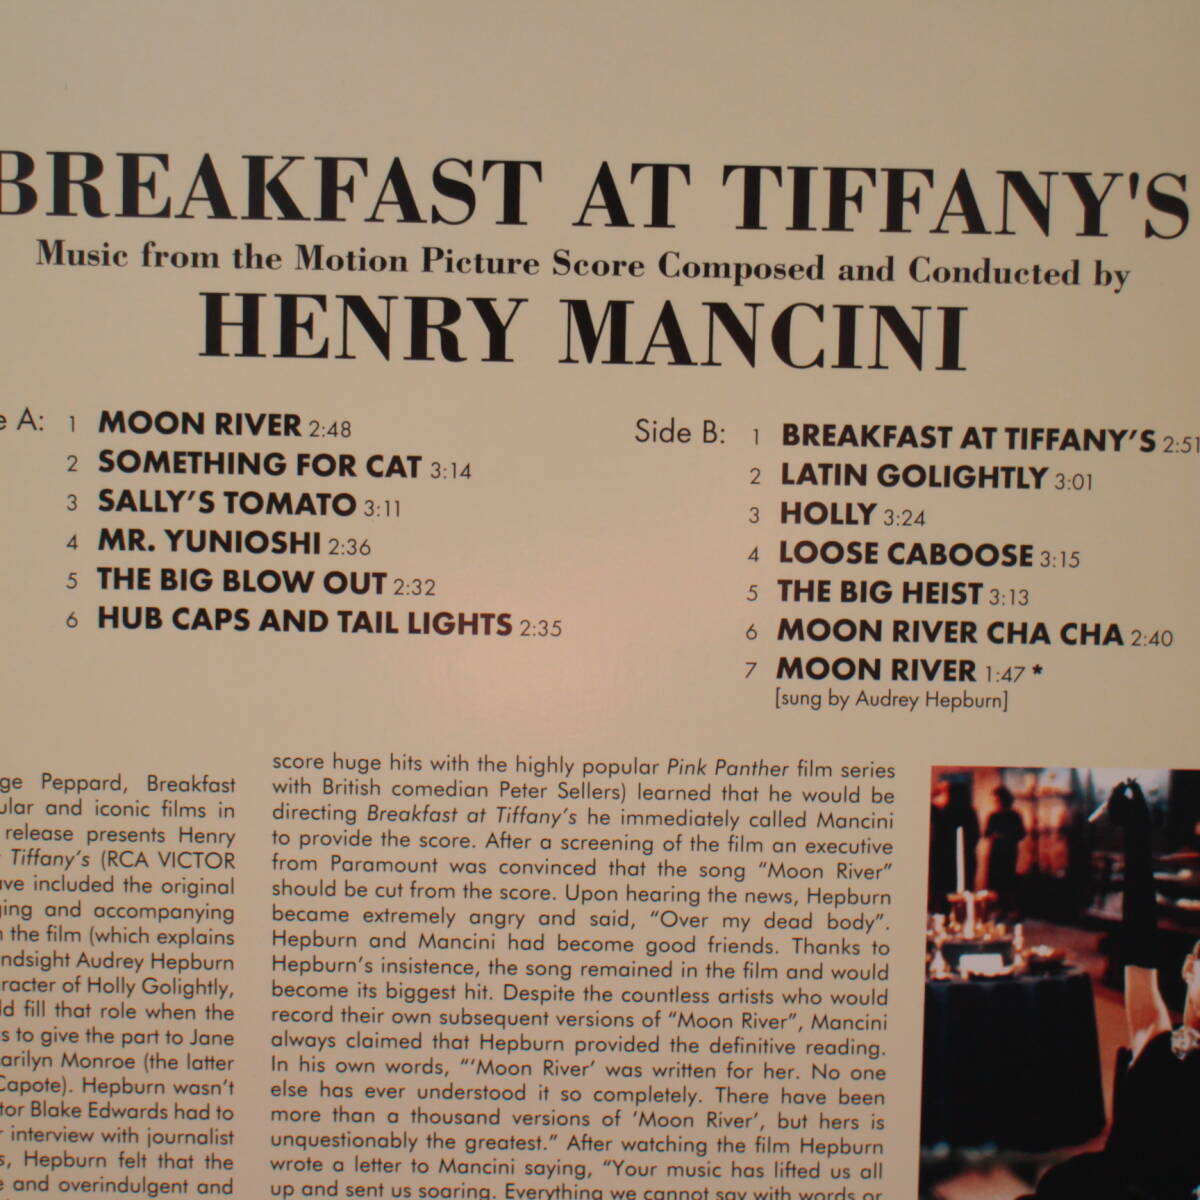 BREAKFAST AT TIFFANY'S
Music from the Motion Picture Score Composed and Conducted by
HENRY MANCINI
A:
1 MOON RIVER 2:48
2 SOMETHING FOR CAT 3:14
3 SALLY'S TOMATO 3:11
4 MR. YUNIOSHI 2:36
5 THE BIG BLOW OUT 2:32
6 HUB CAPS AND TAIL LIGHTS 2:35
Side B:
1 BREAKFAST AT TIFFANY'S 2:51
2 LATIN GOLIGHTLY 3:01
3 HOLLY 3:24
4 LOOSE CABOOSE 3:15
5 THE BIG HEIST 3:13
6 MOON RIVER CHA CHA 2:40
7 MOON RIVER 1:47 *
[sung by Audrey Hepburn]
Peppard, Breakfast
and iconic films in
release presents Henry
Tiffany's (RCA VICTOR
included the original
and accompanying
the film (which explains
Audrey Hepburn
of Holly Golightly,
fill that role when the
to give the part to Jane
Monroe (the latter
Capote). Hepburn wasn't
Blake Edwards had to
interview with journalist
Hepburn felt that the
and overindulgent and
score huge hits with the highly popular Pink Panther film series
with British comedian Peter Sellers) learned that he would be
directing Breakfast at Tiffany's he immediately called Mancini
to provide the score. After a screening of the film an executive
from Paramount was convinced that the song "Moon River"
should be cut from the score. Upon hearing the news, Hepburn
became extremely angry and said, "Over my dead body".
Hepburn and Mancini had become good friends. Thanks to
Hepburn's insistence, the song remained in the film and would
become its biggest hit. Despite the countless artists who would
record their own subsequent versions of "Moon River", Mancini
always claimed that Hepburn provided the definitive reading.
In his own words, "'Moon River' was written for her. No one
else has ever understood it so completely. There have been
more than a thousand versions of 'Moon River', but hers is
unquestionably the greatest." After watching the film Hepburn
wrote a letter to Mancini saying, "Your music has lifted us all
up and sent us soaring. Everything we cannot say with words or